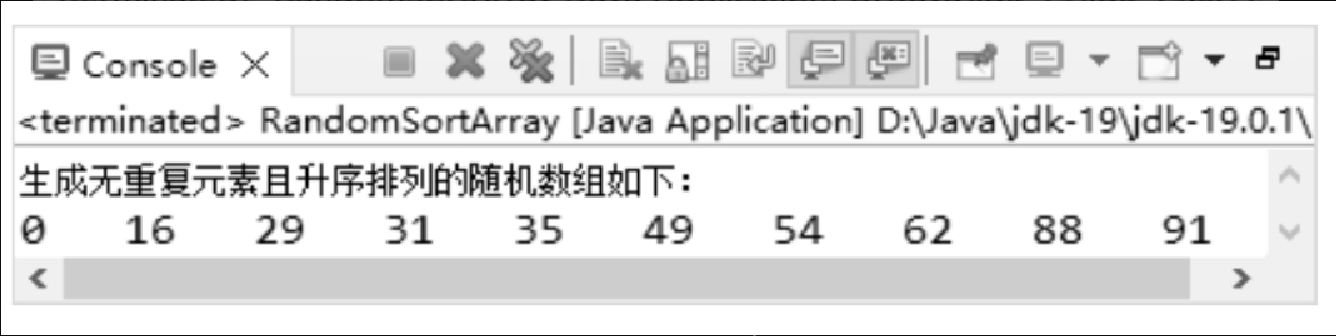 Console
<terminated> RandomSortArray [Java Application] D:\Java\jdk-19\jdk-19.0.1\
生成无重复元素且升序排列的随机数组如下：
0 16 29 31 35 49 54 62 88 91